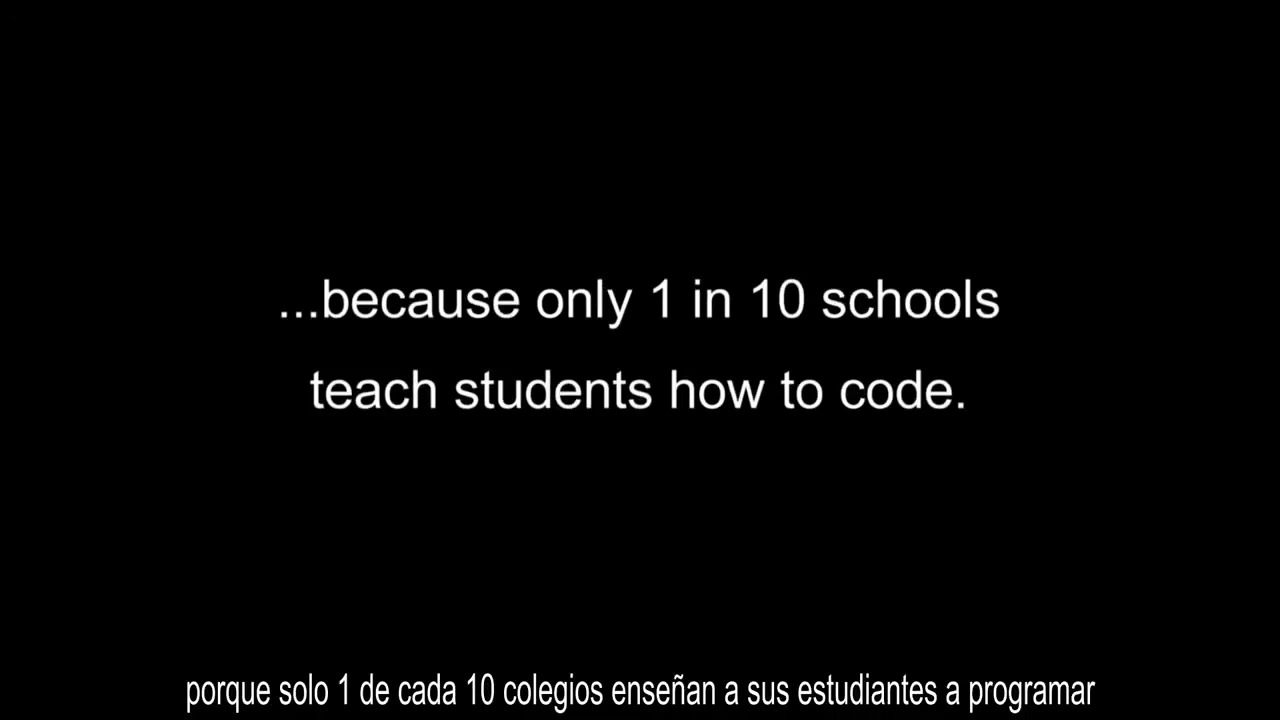 ...because only 1 in 10 schools
teach students how to code.
porque solo 1 de cada 10 colegios enseñan a sus estudiantes a programar